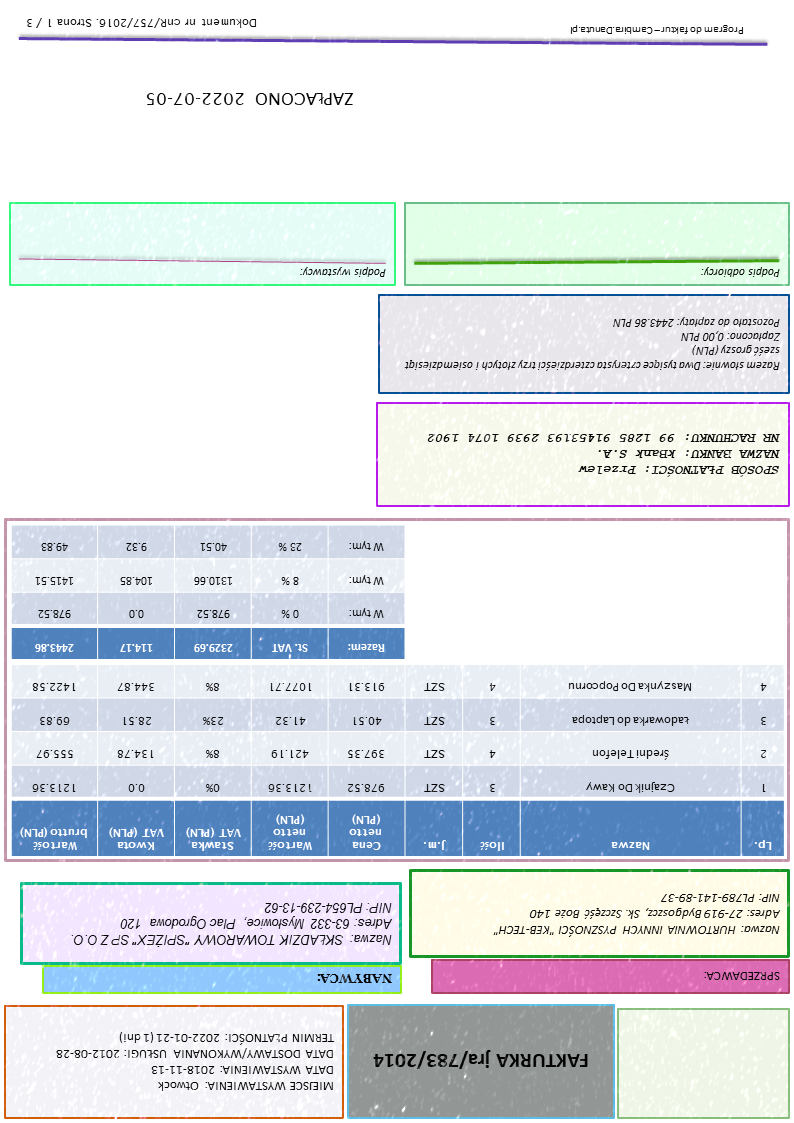 FAKTURKA jra/783/2014
MIEJSCE WYSTAWIENIA: Otwock
DATA WYSTAWIENIA: 2018-11-13
DATA DOSTAWY/WYKONANIA USŁUGI: 2012-08-28
TERMIN PŁATNOŚCI: 2022-01-21 (1 dni)
SPRZEDAWCA:
Nazwa: HURTOWNIA INNYCH PYSZNOŚCI "KEB-TECH"
Adres: 27-919 Bydgoszcz, Sk. Szczęść Boże 140
NIP: PL789-141-89-37
NABYWCA:
Nazwa: SKŁADZIK TOWAROWY "SPIŻEX" SP Z O.O.
Adres: 63-332 Mysłowice, Plac Ogrodowa 120
NIP: PL654-239-13-62
Lp. Nazwa Ilość J.m. Cena netto (PLN) Wartość netto (PLN) Stawka, VAT (PLN) Kwota VAT (PLN) Wartość brutto (PLN)
1 Czajnik Do Kawy 3 SZT 978.52 1213.36 0% 0.0 1213.36
2 Średni Telefon 4 SZT 397.35 421.19 8% 134.78 555.97
3 Ładowarka do Laptopa 3 SZT 40.51 41.32 23% 28.51 69.83
4 Maszynka Do Popcornu 4 SZT 913.31 1077.71 8% 344.87 1422.58
Razem: St. VAT 2329.69 114.17 2443.86
W tym: 0 % 978.52 0.0 978.52
W tym: 8 % 1310.66 104.85 1415.51
W tym: 23 % 40.51 9.32 49.83
SPOSÓB PŁATNOŚCI: Przelew
NAZWA BANKU: kBank S.A.
NR RACHUNKU: 99 1285 91453193 2939 1074 1902
Razem słownie: Dwa tysiące czterysta czterdzieści trzy złotych i osiemdziesiąt
sześć groszy (PLN)
Zapłacono: 0,00 PLN
Pozostało do zapłaty: 2443.86 PLN
Podpis odbiorcy:
Podpis wystawcy:
ZAPŁACONO 2022-07-05
Program do faktur – Cambira.Danuta.pl
Dokument nr cnR/757/2016. Strona 1 / 3